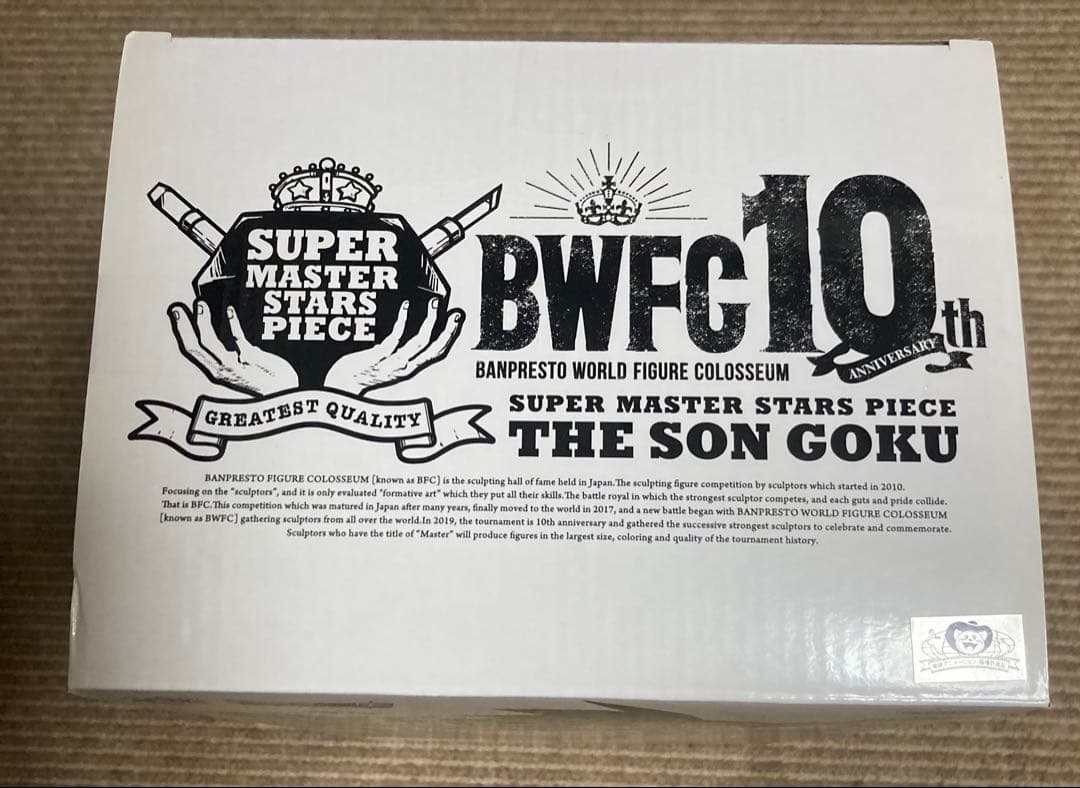 SUPER
MASTER
STARS
PIECE
GREATEST QUALITY
BWFC 10th
ANNIVERSARY
BANPRESTO WORLD FIGURE COLOSSEUM
SUPER MASTER STARS PIECE
THE SON GOKU
BANPRESTO FIGURE COLOSSEUM [known as BFC] is the sculpting hall of fame held in Japan.The sculpting figure competition by sculptors which started in 2010.
Focusing on the "sculptors", and it is only evaluated "formative art" which they put all their skills.The battle royal in which the strongest sculptor competes, and each guts and pride collide.
That is BFC.This competition which was matured in Japan after many years, finally moved to the world in 2017, and a new battle began with BANPRESTO WORLD FIGURE COLOSSEUM
[known as BWFC] gathering sculptors from all over the world.In 2019, the tournament is 10th anniversary and gathered the successive strongest sculptors to celebrate and commemorate.
Sculptors who have the title of "Master" will produce figures in the largest size, coloring and quality of the tournament history.